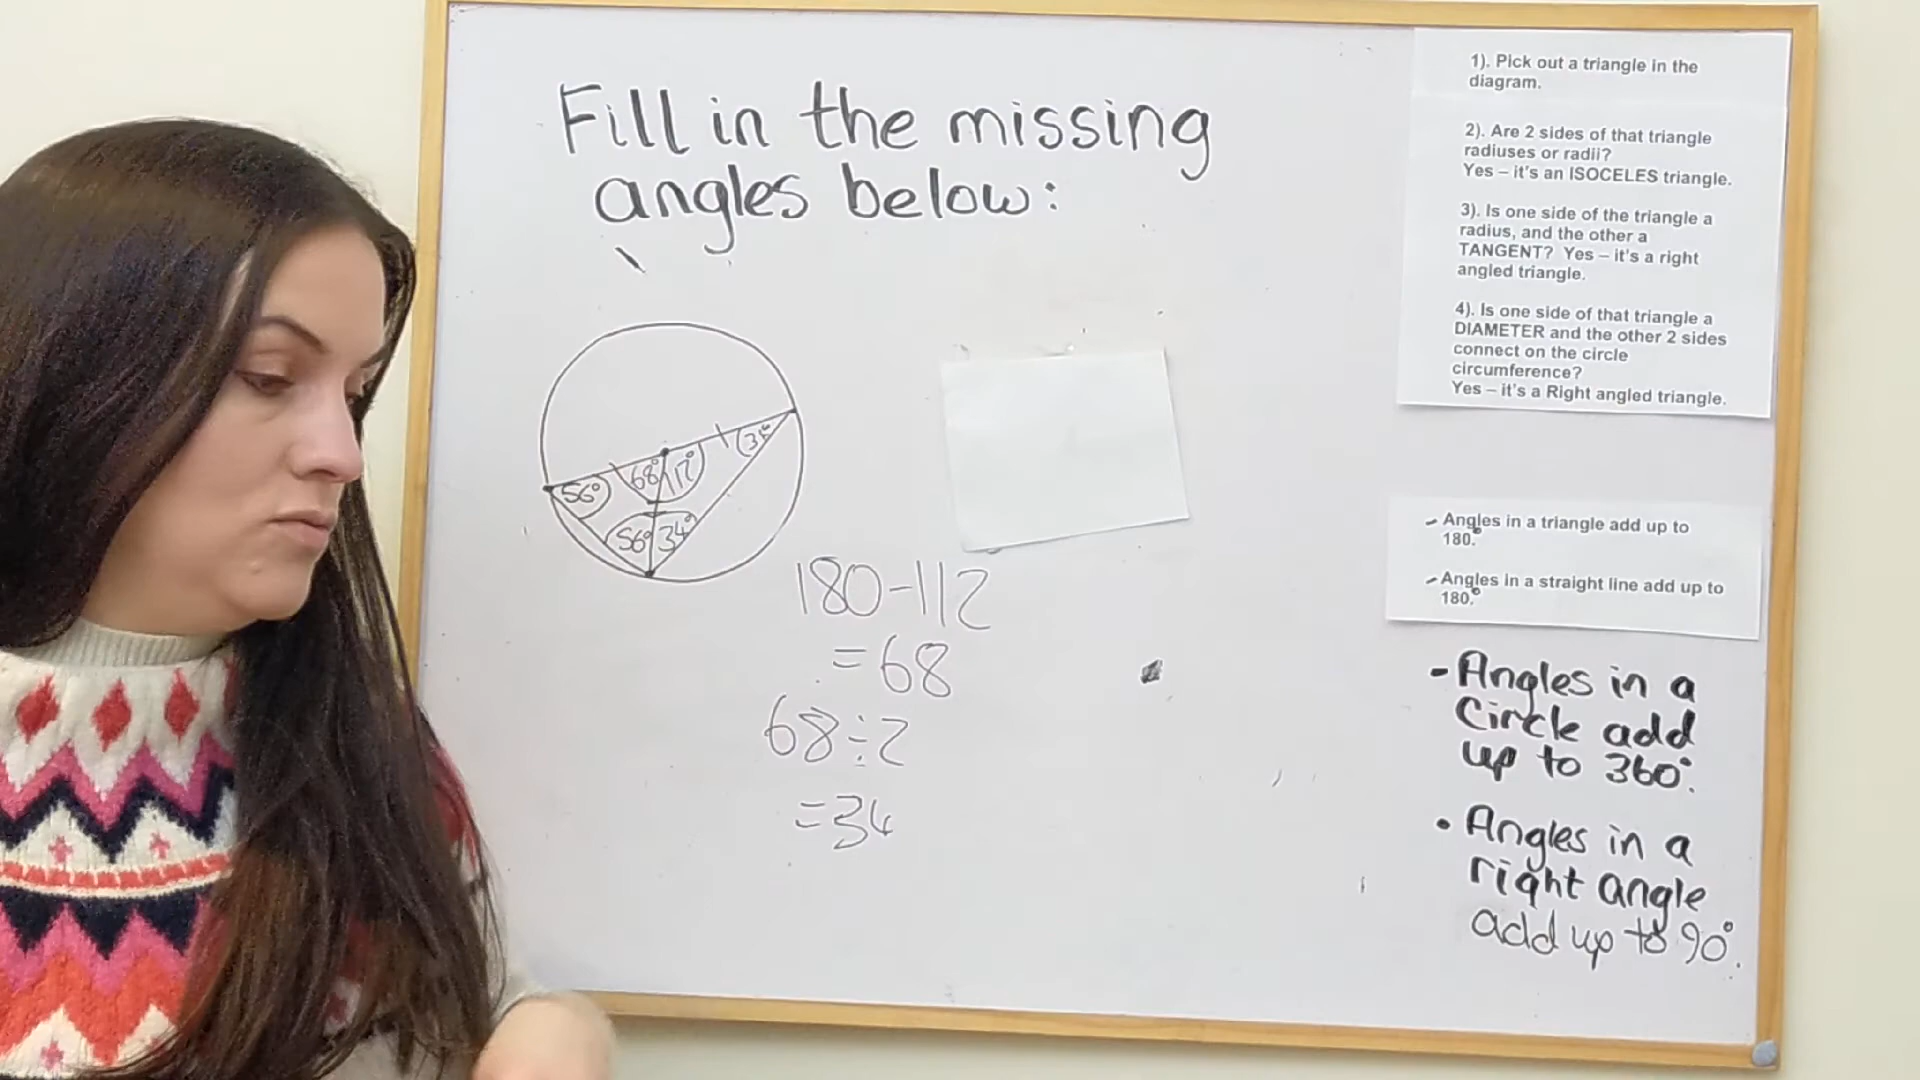 Fill in the missing
angles below:
56°
68°
112°
34°
56°
34°
180-112
=68
68÷2
=34
1). Pick out a triangle in the
diagram.
2). Are 2 sides of that triangle
radiuses or radii?
Yes – it's an ISOCELES triangle.
3). Is one side of the triangle a
radius, and the other a
TANGENT? Yes – it's a right
angled triangle.
4). Is one side of that triangle a
DIAMETER and the other 2 sides
connect on the circle
circumference?
Yes – it's a Right angled triangle.
- Angles in a triangle add up to
180.°
- Angles in a straight line add up to
180.°
- Angles in a
Circle add
up to 360°.
• Angles in a
right angle
add up to 90°.